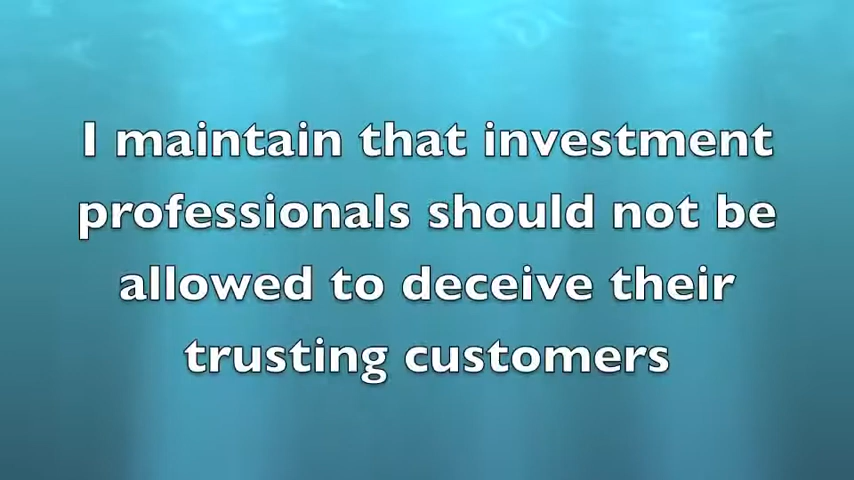 I maintain that investment
professionals should not be
allowed to deceive their
trusting customers